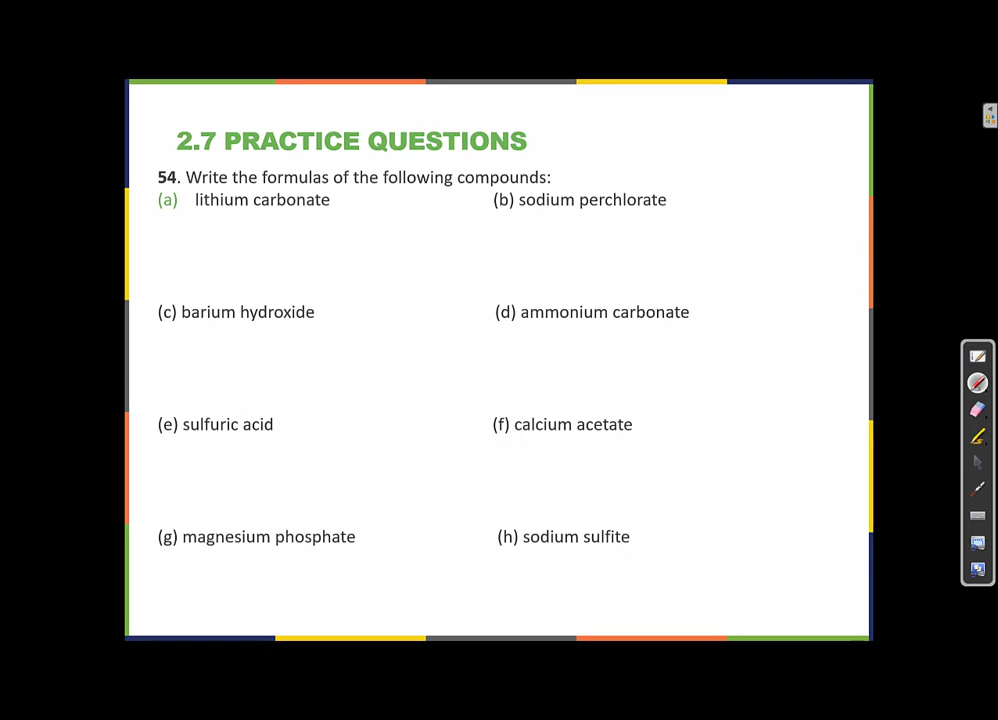 2.7 PRACTICE QUESTIONS
54. Write the formulas of the following compounds:
(a) lithium carbonate (b) sodium perchlorate
(c) barium hydroxide (d) ammonium carbonate
(e) sulfuric acid (f) calcium acetate
(g) magnesium phosphate (h) sodium sulfite